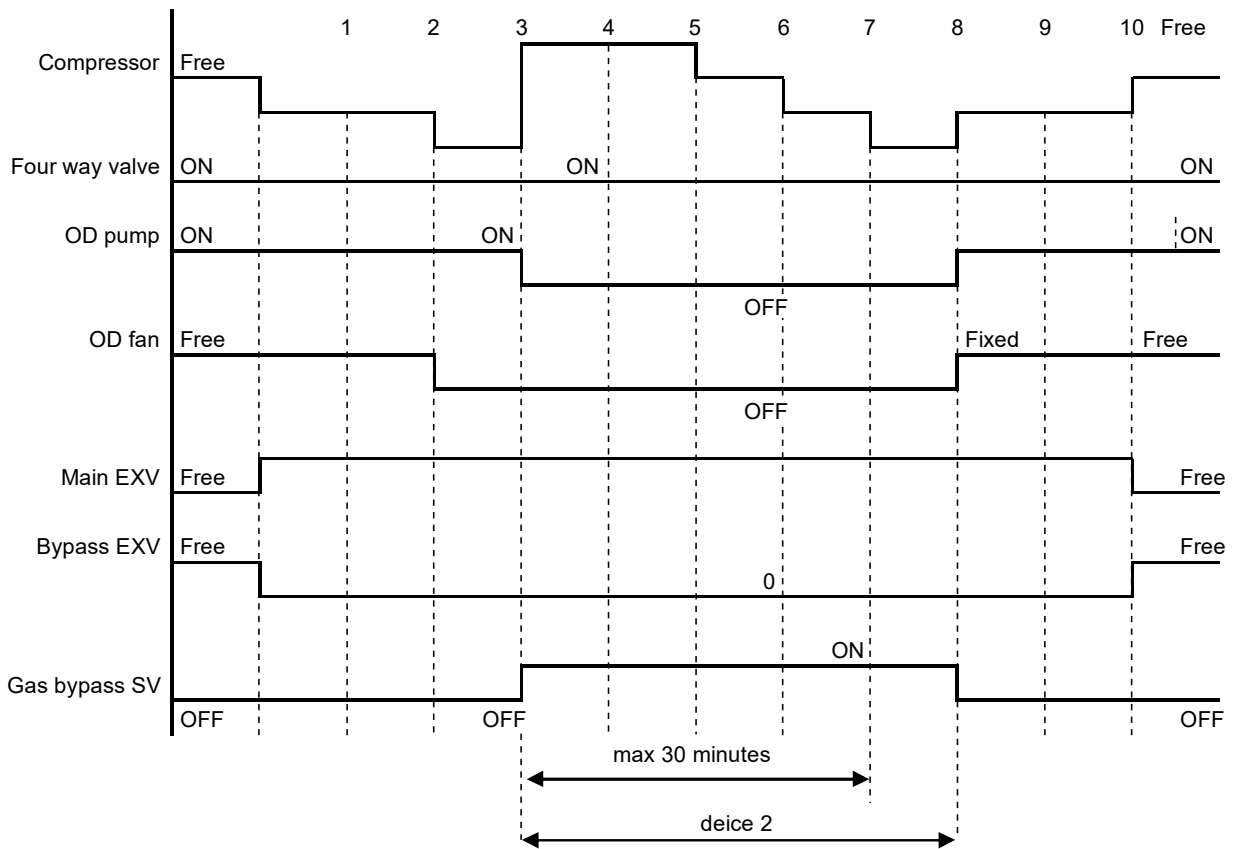 1 2 3 4 5 6 7 8 9 10 Free
Compressor Free
Four way valve ON ON ON
OD pump ON ON ON
OFF
OD fan Free Fixed Free
OFF
Main EXV Free Free
Bypass EXV Free Free
0
ON
Gas bypass SV
OFF OFF OFF
max 30 minutes
deice 2